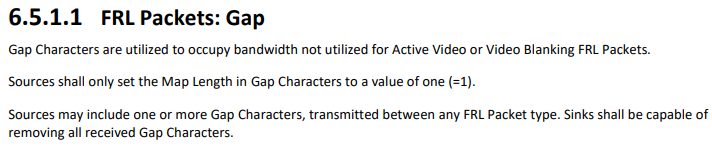 6.5.1.1 FRL Packets: Gap
Gap Characters are utilized to occupy bandwidth not utilized for Active Video or Video Blanking FRL Packets.
Sources shall only set the Map Length in Gap Characters to a value of one (=1).
Sources may include one or more Gap Characters, transmitted between any FRL Packet type. Sinks shall be capable of
removing all received Gap Characters.